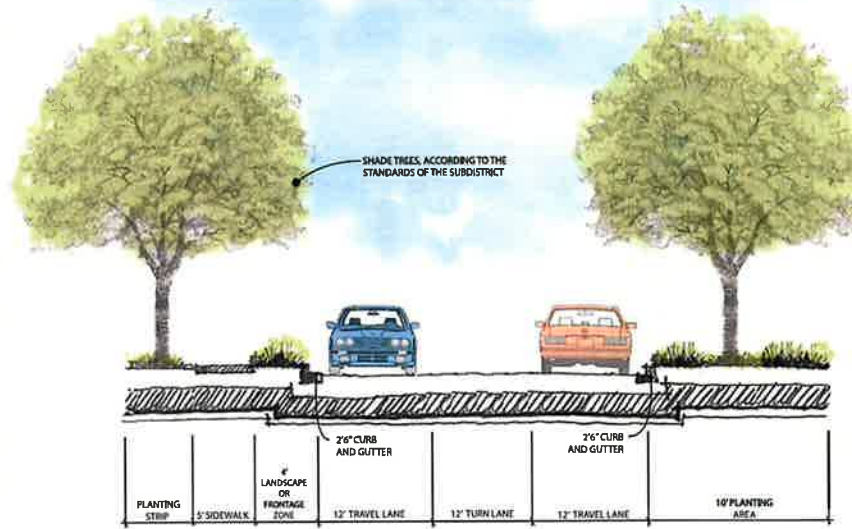 SHADE TREES, ACCORDING TO THE
STANDARDS OF THE SUBDISTRICT
2'6" CURB
AND GUTTER
2'6" CURB
AND GUTTER
PLANTING
STRIP
5' SIDEWALK
LANDSCAPE
OR
FRONTAGE
ZONE
12' TRAVEL LANE
12' TURN LANE
12' TRAVEL LANE
10' PLANTING
AREA